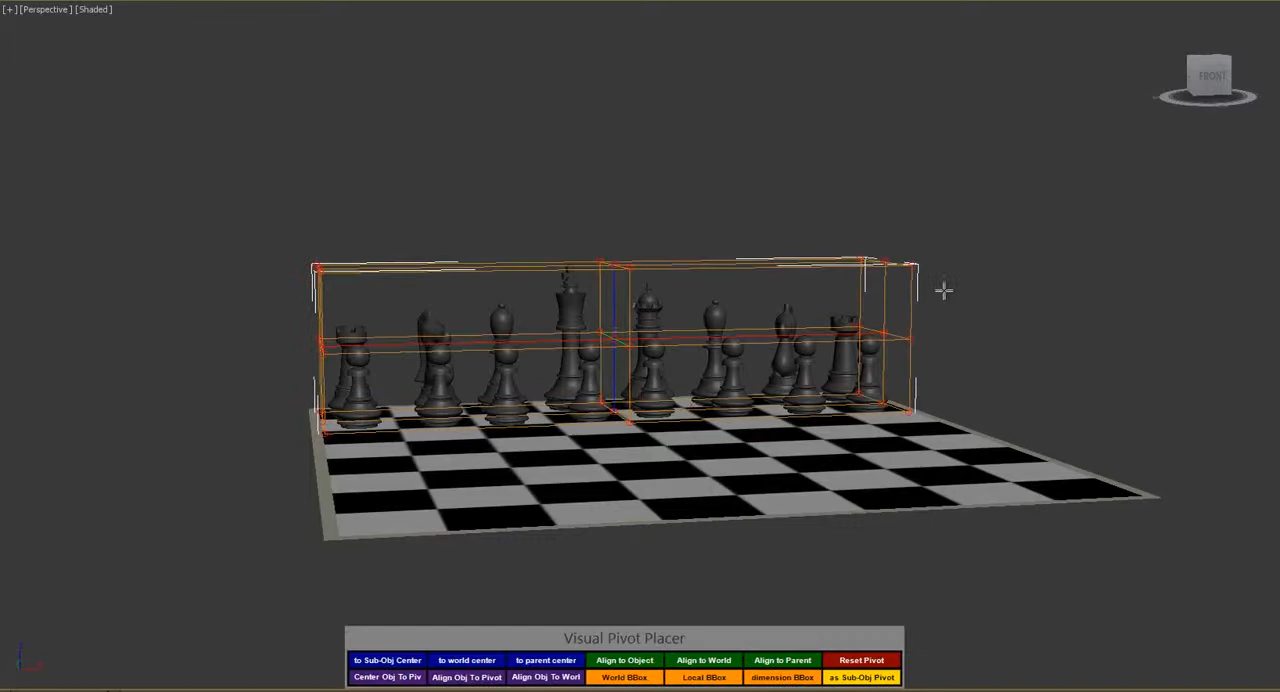 [+] [Perspective] [Shaded]
FRONT
Visual Pivot Placer
to Sub-Obj Center to world center to parent center Align to Object Align to World Align to Parent Reset Pivot
Center Obj To Piv Align Obj To Pivot Align Obj To Worl World BBox Local BBox dimension BBox as Sub-Obj Pivot